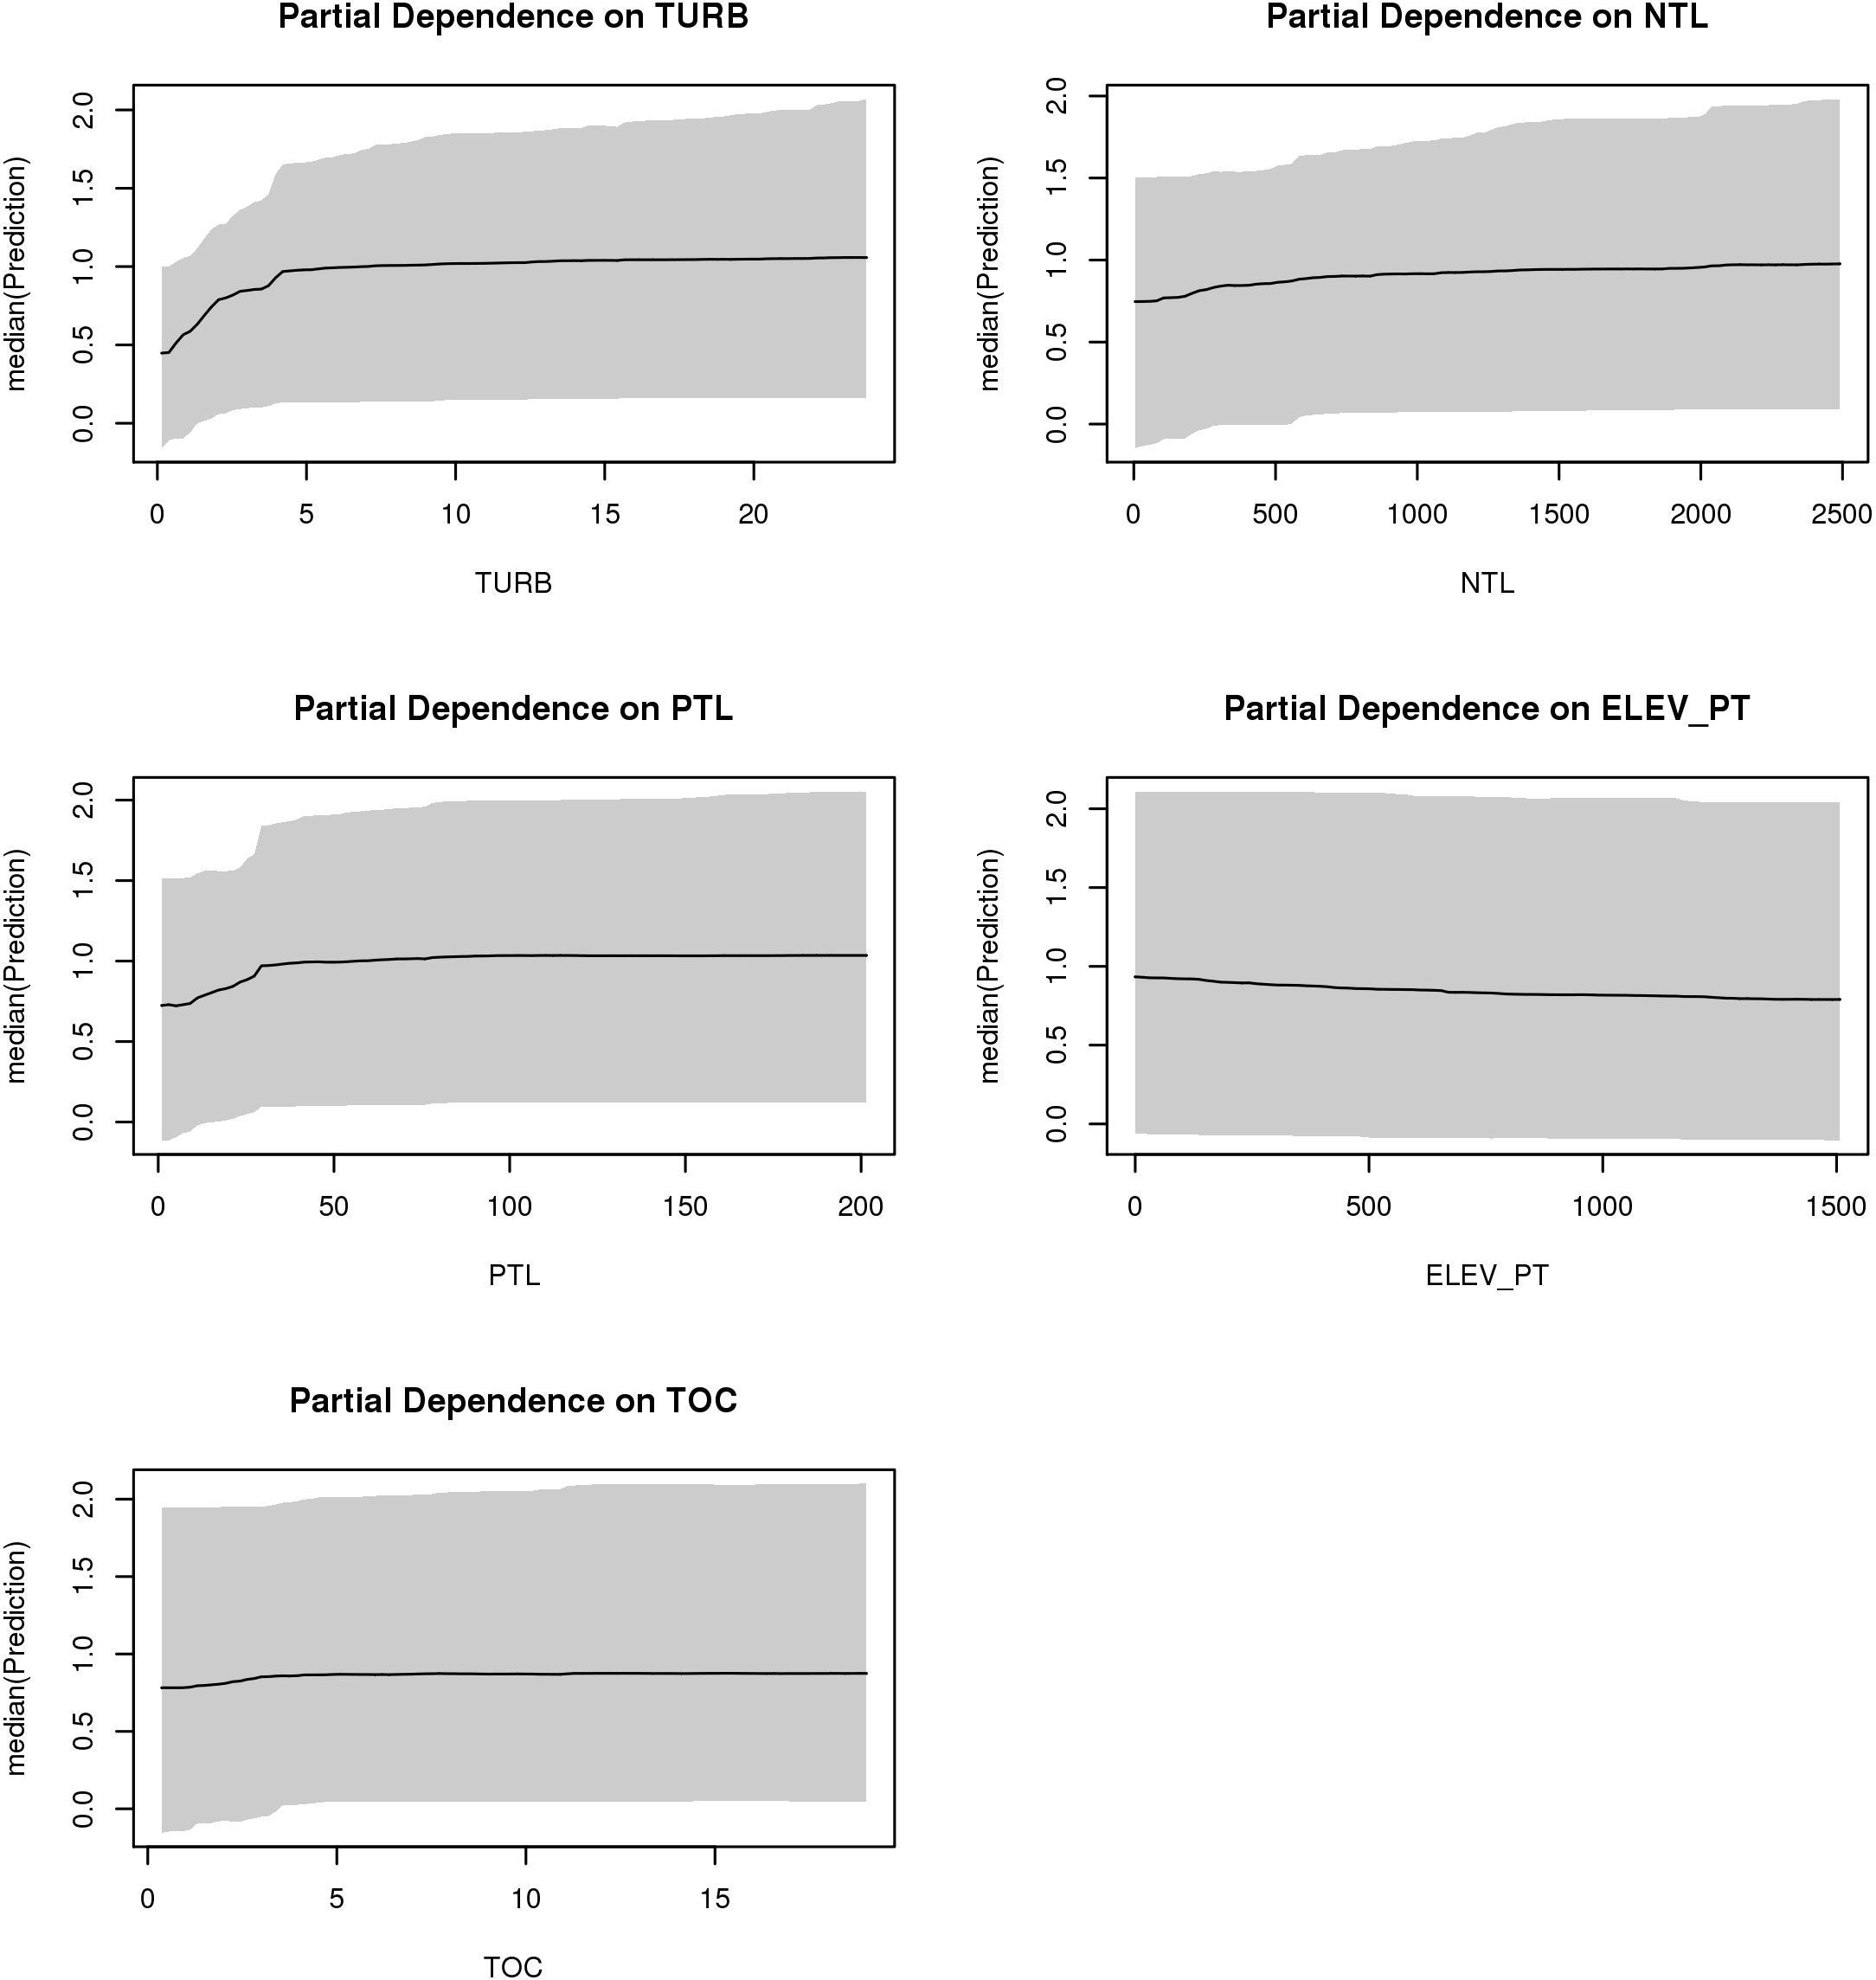 Partial Dependence on TURB
median(Prediction)
0.0 0.5 1.0 1.5 2.0
0 5 10 15 20
TURB
Partial Dependence on NTL
median(Prediction)
0.0 0.5 1.0 1.5 2.0
0 500 1000 1500 2000 2500
NTL
Partial Dependence on PTL
median(Prediction)
0.0 0.5 1.0 1.5 2.0
0 50 100 150 200
PTL
Partial Dependence on ELEV_PT
median(Prediction)
0.0 0.5 1.0 1.5 2.0
0 500 1000 1500
ELEV_PT
Partial Dependence on TOC
median(Prediction)
0.0 0.5 1.0 1.5 2.0
0 5 10 15
TOC